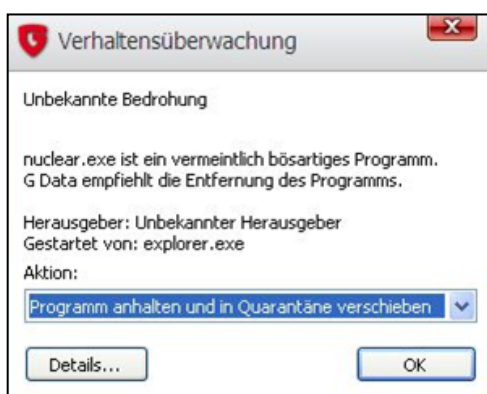 Verhaltensüberwachung
Unbekannte Bedrohung
nuclear.exe ist ein vermeintlich bösartiges Programm.
G Data empfiehlt die Entfernung des Programms.
Herausgeber: Unbekannter Herausgeber
Gestartet von: explorer.exe
Aktion:
Programm anhalten und in Quarantäne verschieben
Details... OK